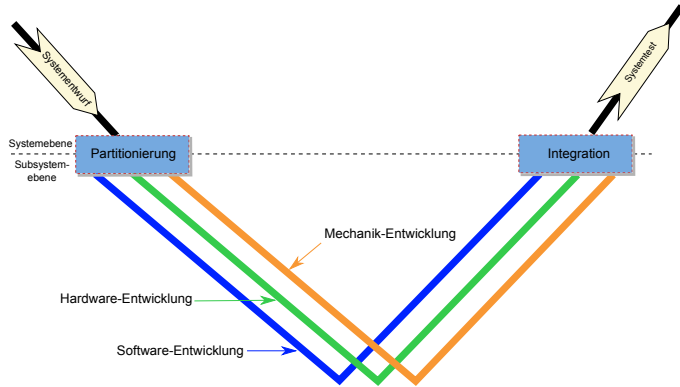 Systementwurf
Systemtest
Systemebene
Partitionierung
Integration
Subsystem-
ebene
Mechanik-Entwicklung
Hardware-Entwicklung
Software-Entwicklung